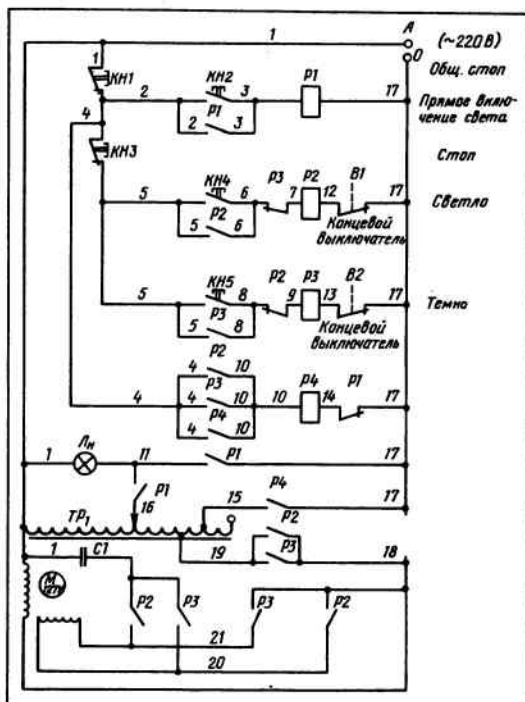 1
А
(~220 В)
О
1
КН1
КН2
Р1
Общ. стоп
2
3
17
Прямое вклю-
чение света
Р1
4
2
3
КН3
Стоп
КН4
Р3
Р2
В1
5
6
7
12
17
Светло
Р2
5
6
Концевой
выключатель
КН5
Р2
Р3
В2
5
8
9
13
17
Темно
Р3
5
8
Концевой
выключатель
Р2
4
10
Р3
Р4
Р1
4
4
10
10
14
17
Р4
4
10
1
Лн
11
Р1
17
Р1
16
15
Р4
17
ТР1
Р2
1
С1
19
Р3
18
М
Р2
Р3
Р3
Р2
21
20